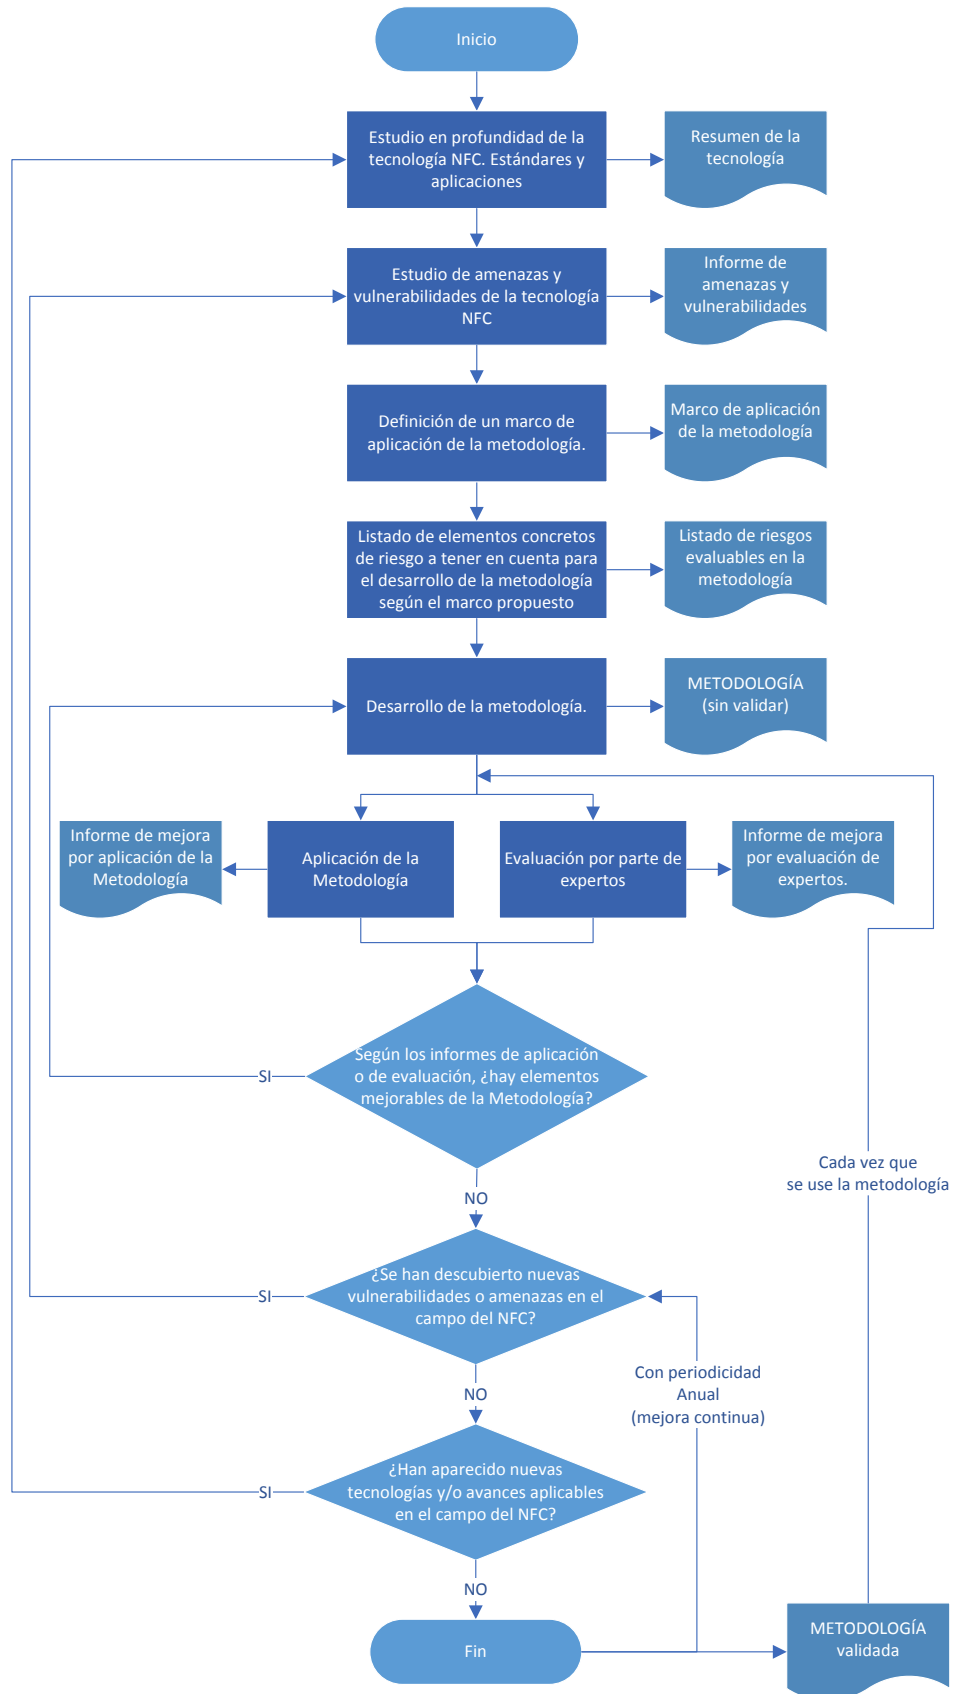 Inicio
Estudio en profundidad de la
tecnología NFC. Estándares y
aplicaciones
Resumen de la
tecnología
Estudio de amenazas y
vulnerabilidades de la tecnología
NFC
Informe de
amenazas y
vulnerabilidades
Definición de un marco de
aplicación de la metodología.
Marco de aplicación
de la metodología
Listado de elementos concretos
de riesgo a tener en cuenta para
el desarrollo de la metodología
según el marco propuesto
Listado de riesgos
evaluables en la
metodología
Desarrollo de la metodología.
METODOLOGÍA
(sin validar)
Informe de mejora
por aplicación de la
Metodología
Aplicación de la
Metodología
Evaluación por parte de
expertos
Informe de mejora
por evaluación de
expertos.
Según los informes de aplicación
o de evaluación, ¿hay elementos
mejorables de la Metodología?
SI
NO
Cada vez que
se use la metodología
¿Se han descubierto nuevas
vulnerabilidades o amenazas en el
campo del NFC?
SI
NO
Con periodicidad
Anual
(mejora continua)
¿Han aparecido nuevas
tecnologías y/o avances aplicables
en el campo del NFC?
SI
NO
Fin
METODOLOGÍA
validada